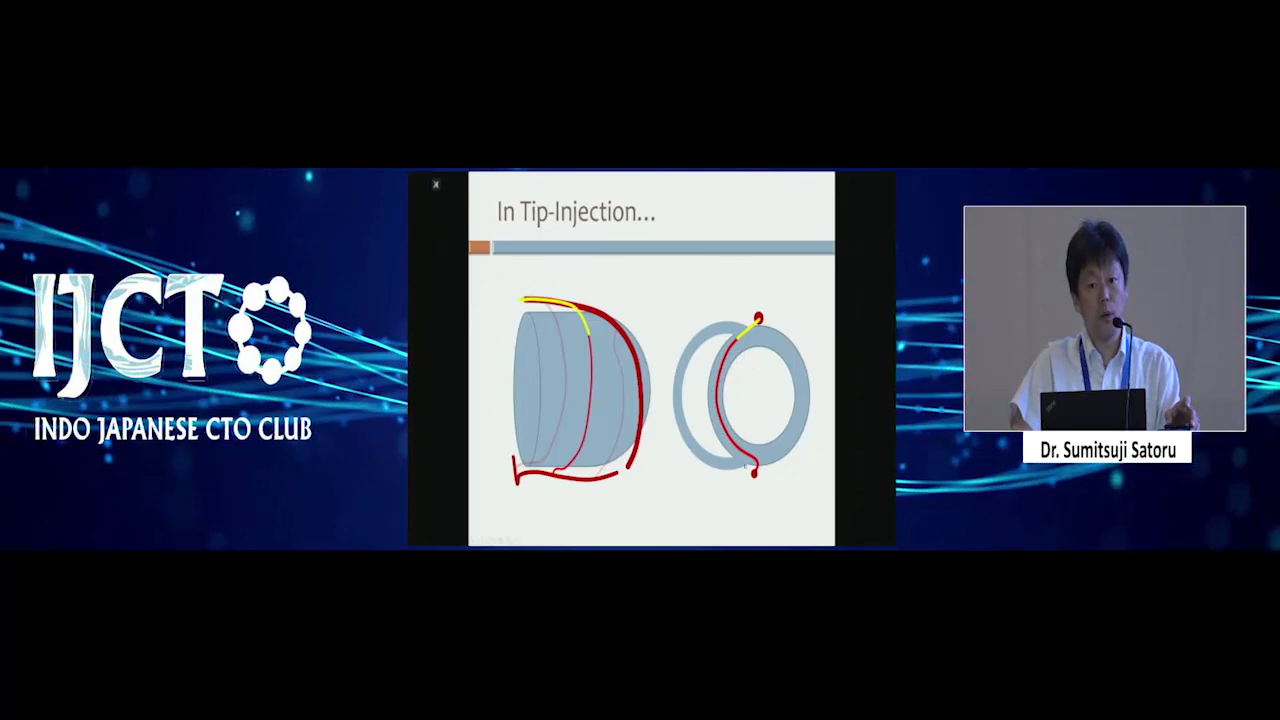 IJCTO
INDO JAPANESE CTO CLUB
In Tip-Injection...
Dr. Sumitsuji Satoru